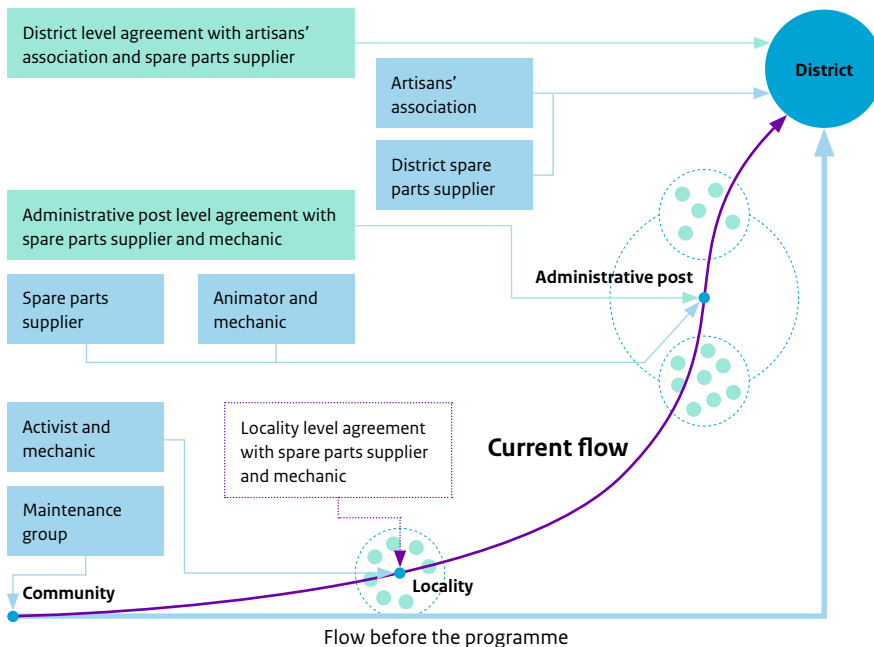 District level agreement with artisans’
association and spare parts supplier
District
Artisans’
association
District spare
parts supplier
Administrative post level agreement with
spare parts supplier and mechanic
Administrative post
Spare parts
supplier
Animator and
mechanic
Activist and
mechanic
Locality level agreement
with spare parts supplier
and mechanic
Current flow
Maintenance
group
Community
Locality
Flow before the programme